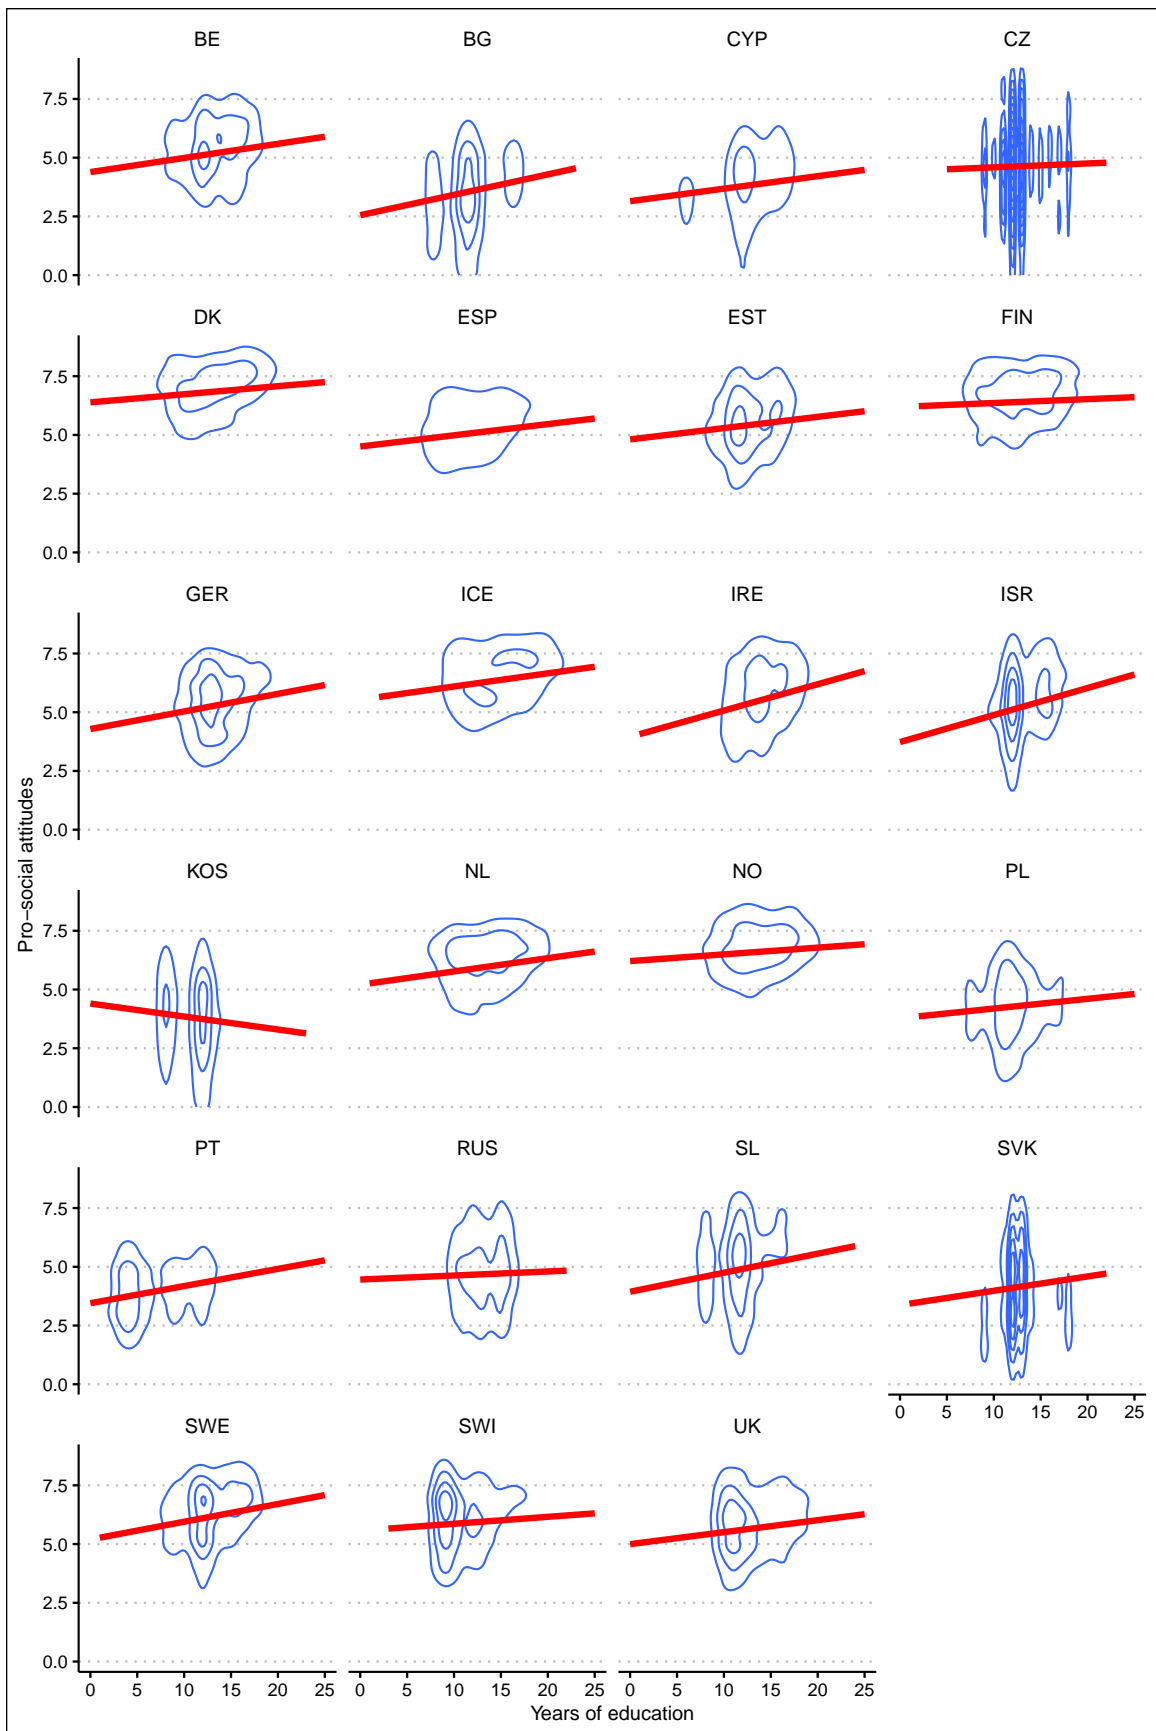 BE BG CYP CZ
7.5
5.0
2.5
0.0
DK ESP EST FIN
7.5
5.0
2.5
0.0
GER ICE IRE ISR
7.5
5.0
2.5
0.0
Pro−social attitudes
KOS NL NO PL
7.5
5.0
2.5
0.0
PT RUS SL SVK
7.5
5.0
2.5
0.0
0 5 10 15 20 25
SWE SWI UK
7.5
5.0
2.5
0.0
0 5 10 15 20 25 0 5 10 15 20 25 0 5 10 15 20 25
Years of education